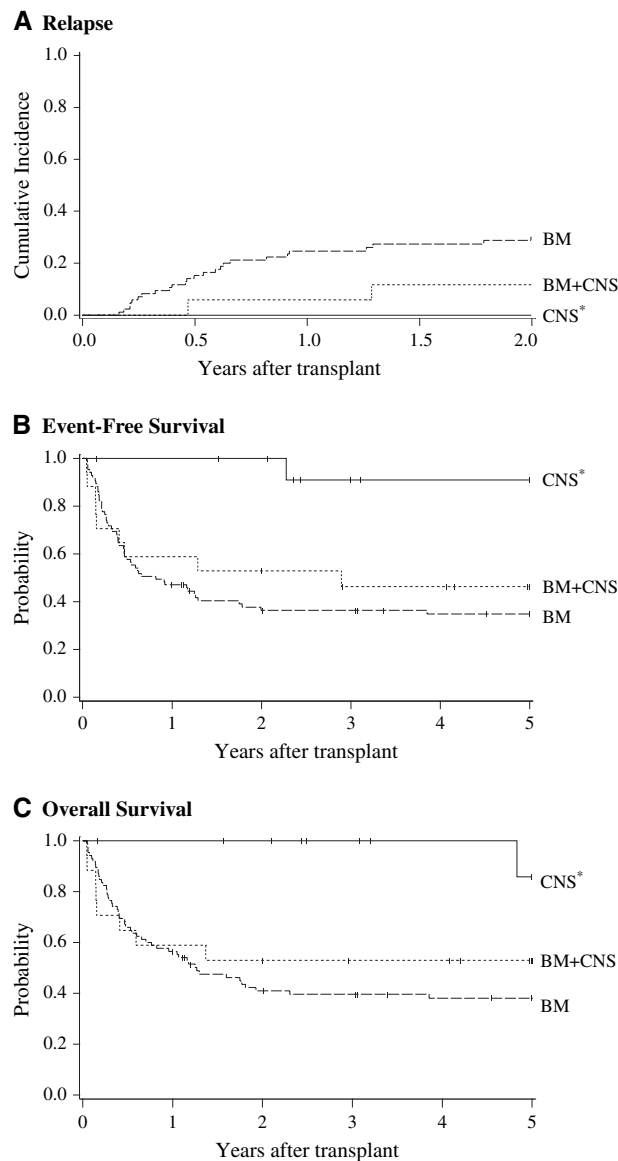 A Relapse
1.0
0.8
0.6
0.4
0.2
0.0
Cumulative Incidence
BM
BM+CNS
CNS*
0.0 0.5 1.0 1.5 2.0
Years after transplant
B Event-Free Survival
1.0
0.8
0.6
0.4
0.2
0.0
Probability
CNS*
BM+CNS
BM
0 1 2 3 4 5
Years after transplant
C Overall Survival
1.0
0.8
0.6
0.4
0.2
0.0
Probability
CNS*
BM+CNS
BM
0 1 2 3 4 5
Years after transplant